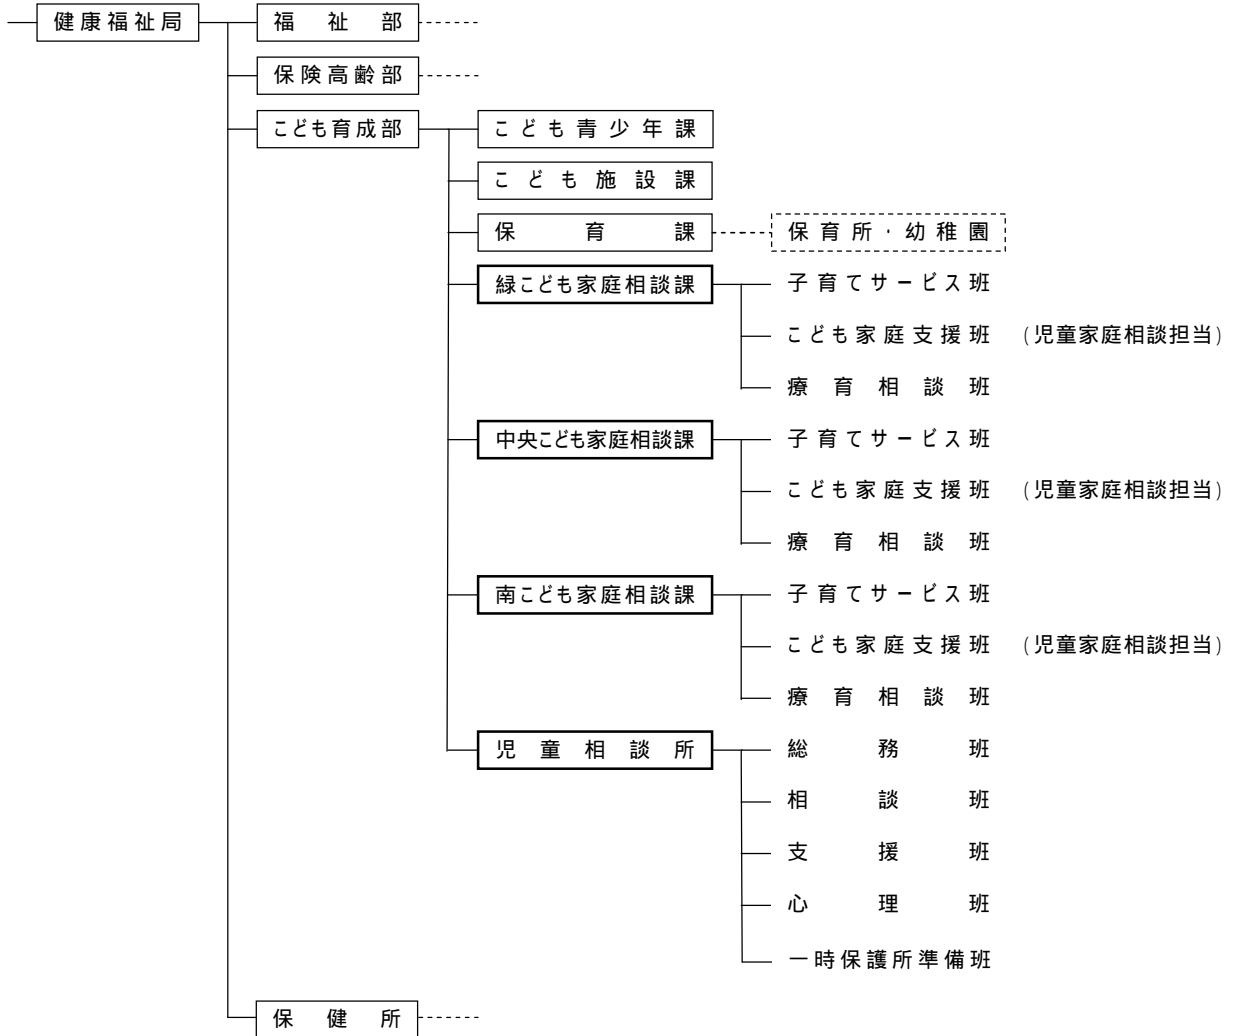 健康福祉局 福祉部
保険高齢部
こども育成部 こども青少年課
こども施設課
保育課 保育所・幼稚園
緑こども家庭相談課 子育てサービス班
こども家庭支援班 (児童家庭相談担当)
療育相談班
中央こども家庭相談課 子育てサービス班
こども家庭支援班 (児童家庭相談担当)
療育相談班
南こども家庭相談課 子育てサービス班
こども家庭支援班 (児童家庭相談担当)
療育相談班
児童相談所 総務班
相談班
支援班
心理班
一時保護所準備班
保健所